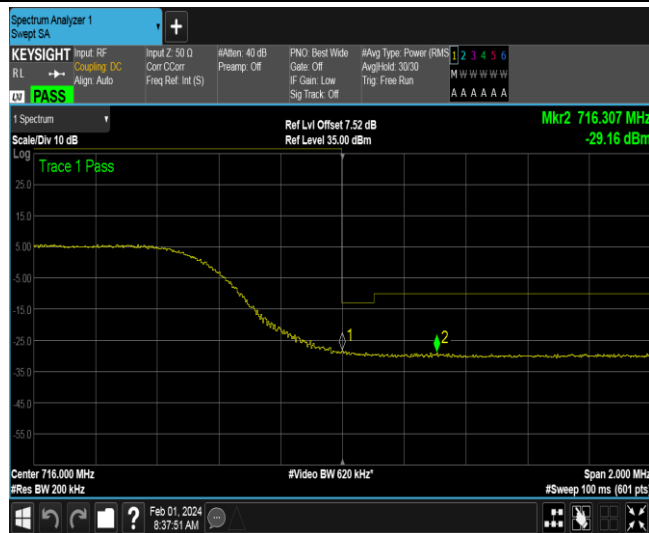 Spectrum Analyzer 1
Swept SA
+
KEYSIGHT
RL
PASS
Input: RF
Coupling: DC
Align: Auto
Input Z: 50 Ω
Corr CCorr
Freq Ref: Int (S)
#Atten: 40 dB
Preamp: Off
PNO: Best Wide
Gate: Off
IF Gain: Low
Sig Track: Off
#Avg Type: Power (RMS
Avg|Hold: 30/30
Trig: Free Run
1 2 3 4 5 6
M W W W W W
A A A A A A
1 Spectrum
Scale/Div 10 dB
Ref Lvl Offset 7.52 dB
Ref Level 35.00 dBm
Mkr2 716.307 MHz
-29.16 dBm
Log
Trace 1 Pass
25.0
15.0
5.00
-5.00
-15.0
-25.0
-35.0
-45.0
-55.0
1
2
Center 716.000 MHz
#Res BW 200 kHz
#Video BW 620 kHz*
Span 2.000 MHz
#Sweep 100 ms (601 pts)
?
Feb 01, 2024
8:37:51 AM